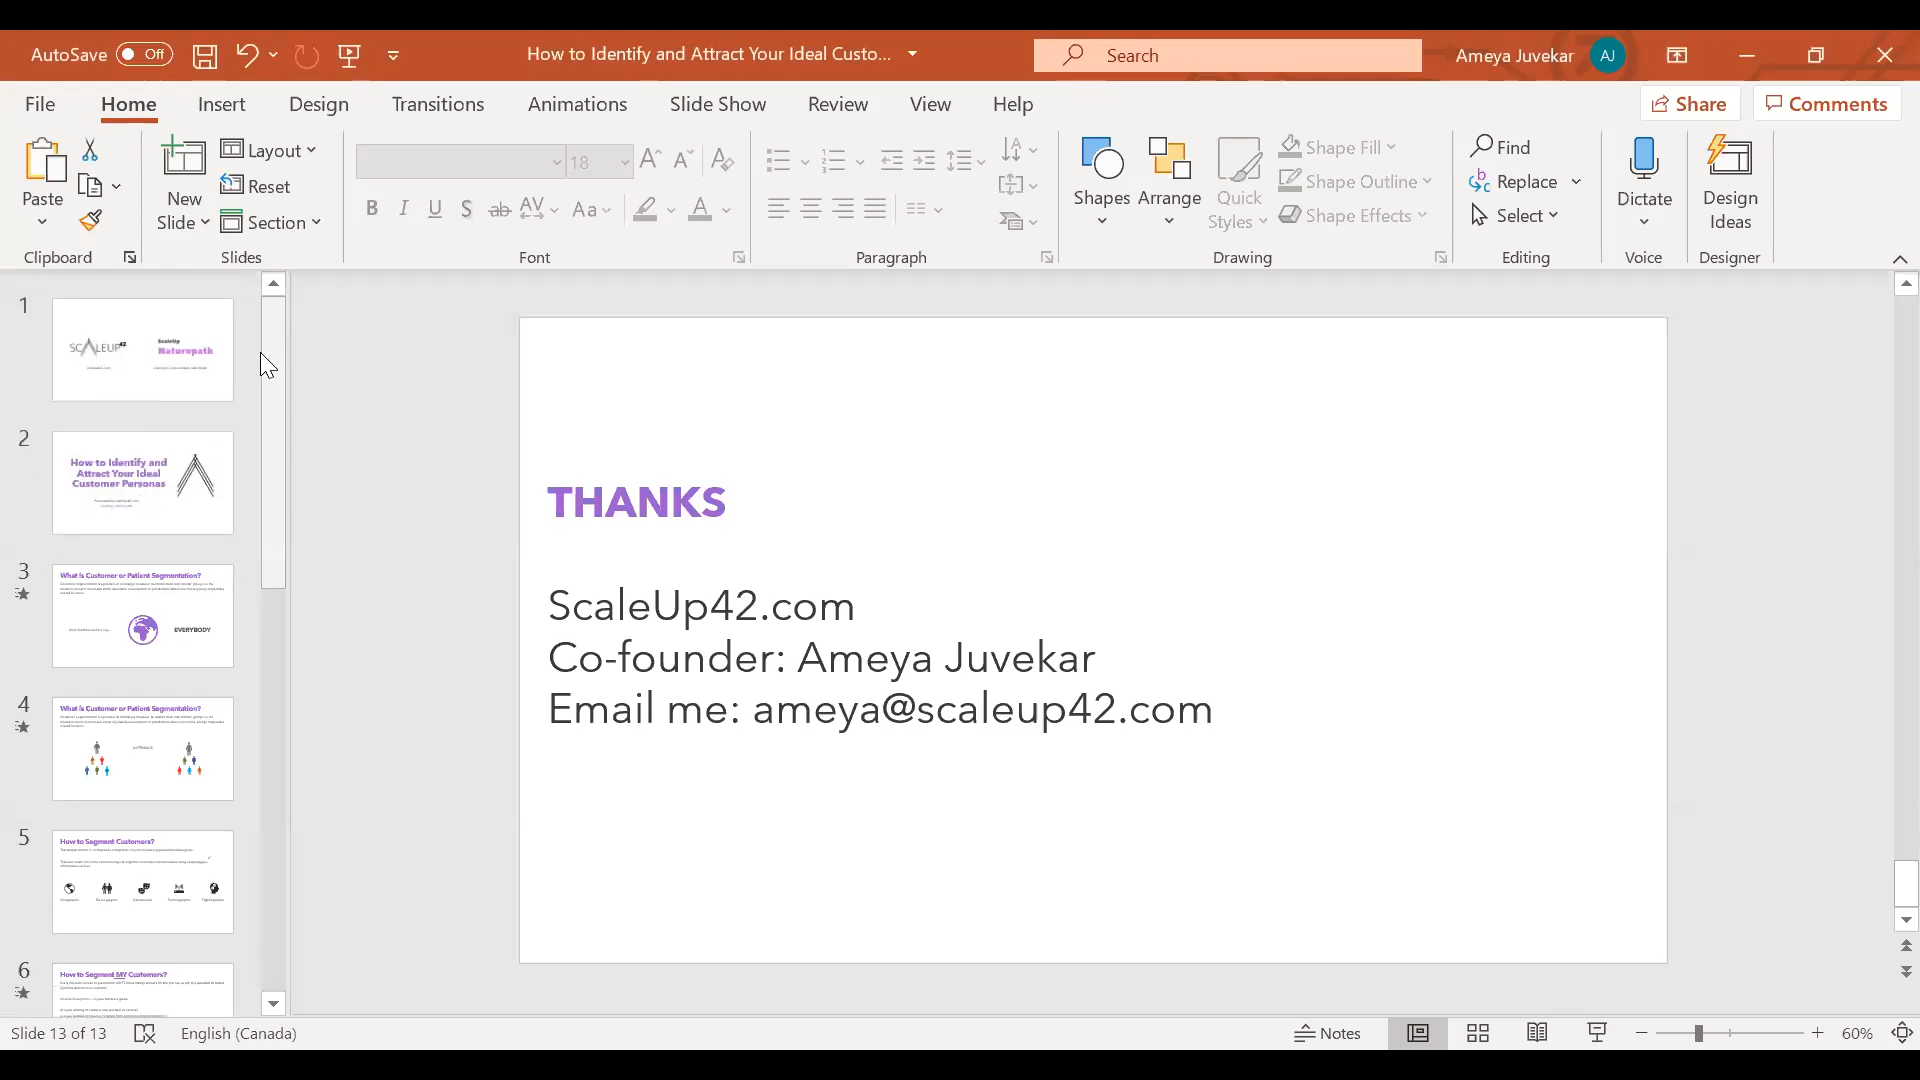 AutoSave Off How to Identify and Attract Your Ideal Custo... Search Ameya Juvekar AJ
File Home Insert Design Transitions Animations Slide Show Review View Help Share Comments
Paste
New Slide
Layout
Reset
Section
18
B I U S ab AV Aa A
Shapes
Arrange
Quick Styles
Shape Fill
Shape Outline
Shape Effects
Find
Replace
Select
Dictate
Design Ideas
Clipboard Slides Font Paragraph Drawing Editing Voice Designer
1
SCALEUP42
ScaleUp
Naturopath
2
How to Identify and
Attract Your Ideal
Customer Personas
3
What is Customer or Patient Segmentation?
EVERYBODY
4
What is Customer or Patient Segmentation?
5
How to Segment Customers?
6
How to Segment MY Customers?
THANKS
ScaleUp42.com
Co-founder: Ameya Juvekar
Email me: ameya@scaleup42.com
Slide 13 of 13 English (Canada) Notes 60%